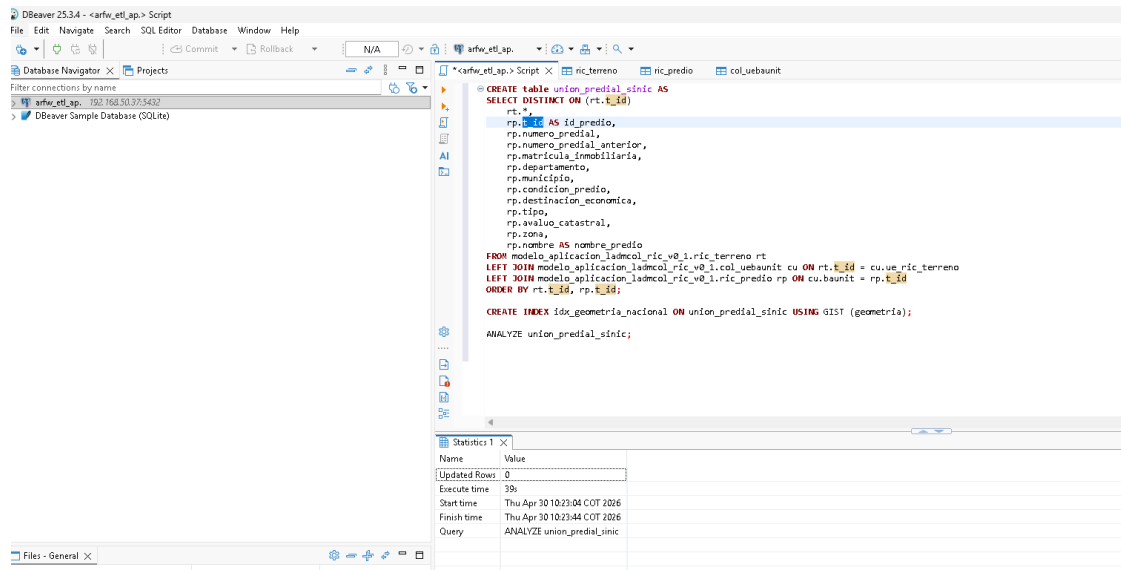 DBeaver 25.3.4 - <arfw_etl_ap.> Script
File Edit Navigate Search SQL Editor Database Window Help
Commit Rollback N/A arfw_etl_ap.
Database Navigator Projects
Filter connections by name
arfw_etl_ap. 192.168.50.37:5432
DBeaver Sample Database (SQLite)
*<arfw_etl_ap.> Script ric_terreno ric_predio col_uebaunit
CREATE table union_predial_sinic AS
SELECT DISTINCT ON (rt.t_id)
rt.*,
rp.t_id AS id_predio,
rp.numero_predial,
rp.numero_predial_anterior,
rp.matricula_inmobiliaria,
rp.departamento,
rp.municipio,
rp.condicion_predio,
rp.destinacion_economica,
rp.tipo,
rp.avaluo_catastral,
rp.zona,
rp.nombre AS nombre_predio
FROM modelo_aplicacion_ladmcol_ric_v0_1.ric_terreno rt
LEFT JOIN modelo_aplicacion_ladmcol_ric_v0_1.col_uebaunit cu ON rt.t_id = cu.ue_ric_terreno
LEFT JOIN modelo_aplicacion_ladmcol_ric_v0_1.ric_predio rp ON cu.baunit = rp.t_id
ORDER BY rt.t_id, rp.t_id;
CREATE INDEX idx_geometria_nacional ON union_predial_sinic USING GIST (geometria);
ANALYZE union_predial_sinic;
AI
Statistics 1
Name Value
Updated Rows 0
Execute time 39s
Start time Thu Apr 30 10:23:04 COT 2026
Finish time Thu Apr 30 10:23:44 COT 2026
Query ANALYZE union_predial_sinic
Files - General